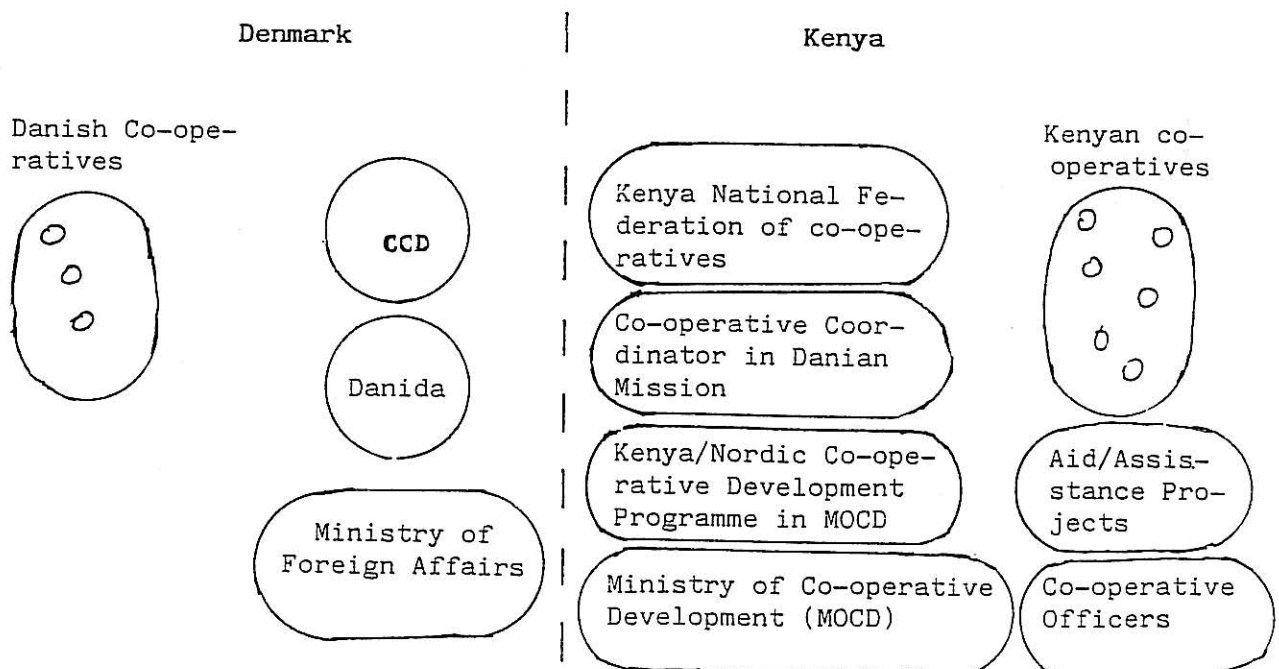 Denmark
Kenya
Danish Co-ope-
ratives
CCD
Danida
Ministry of
Foreign Affairs
Kenya National Fe-
deration of co-ope-
ratives
Co-operative Coor-
dinator in Danian
Mission
Kenya/Nordic Co-ope-
rative Development
Programme in MOCD
Ministry of Co-operative
Development (MOCD)
Kenyan co-
operatives
Aid/Assis-
stance Pro-
jects
Co-operative
Officers